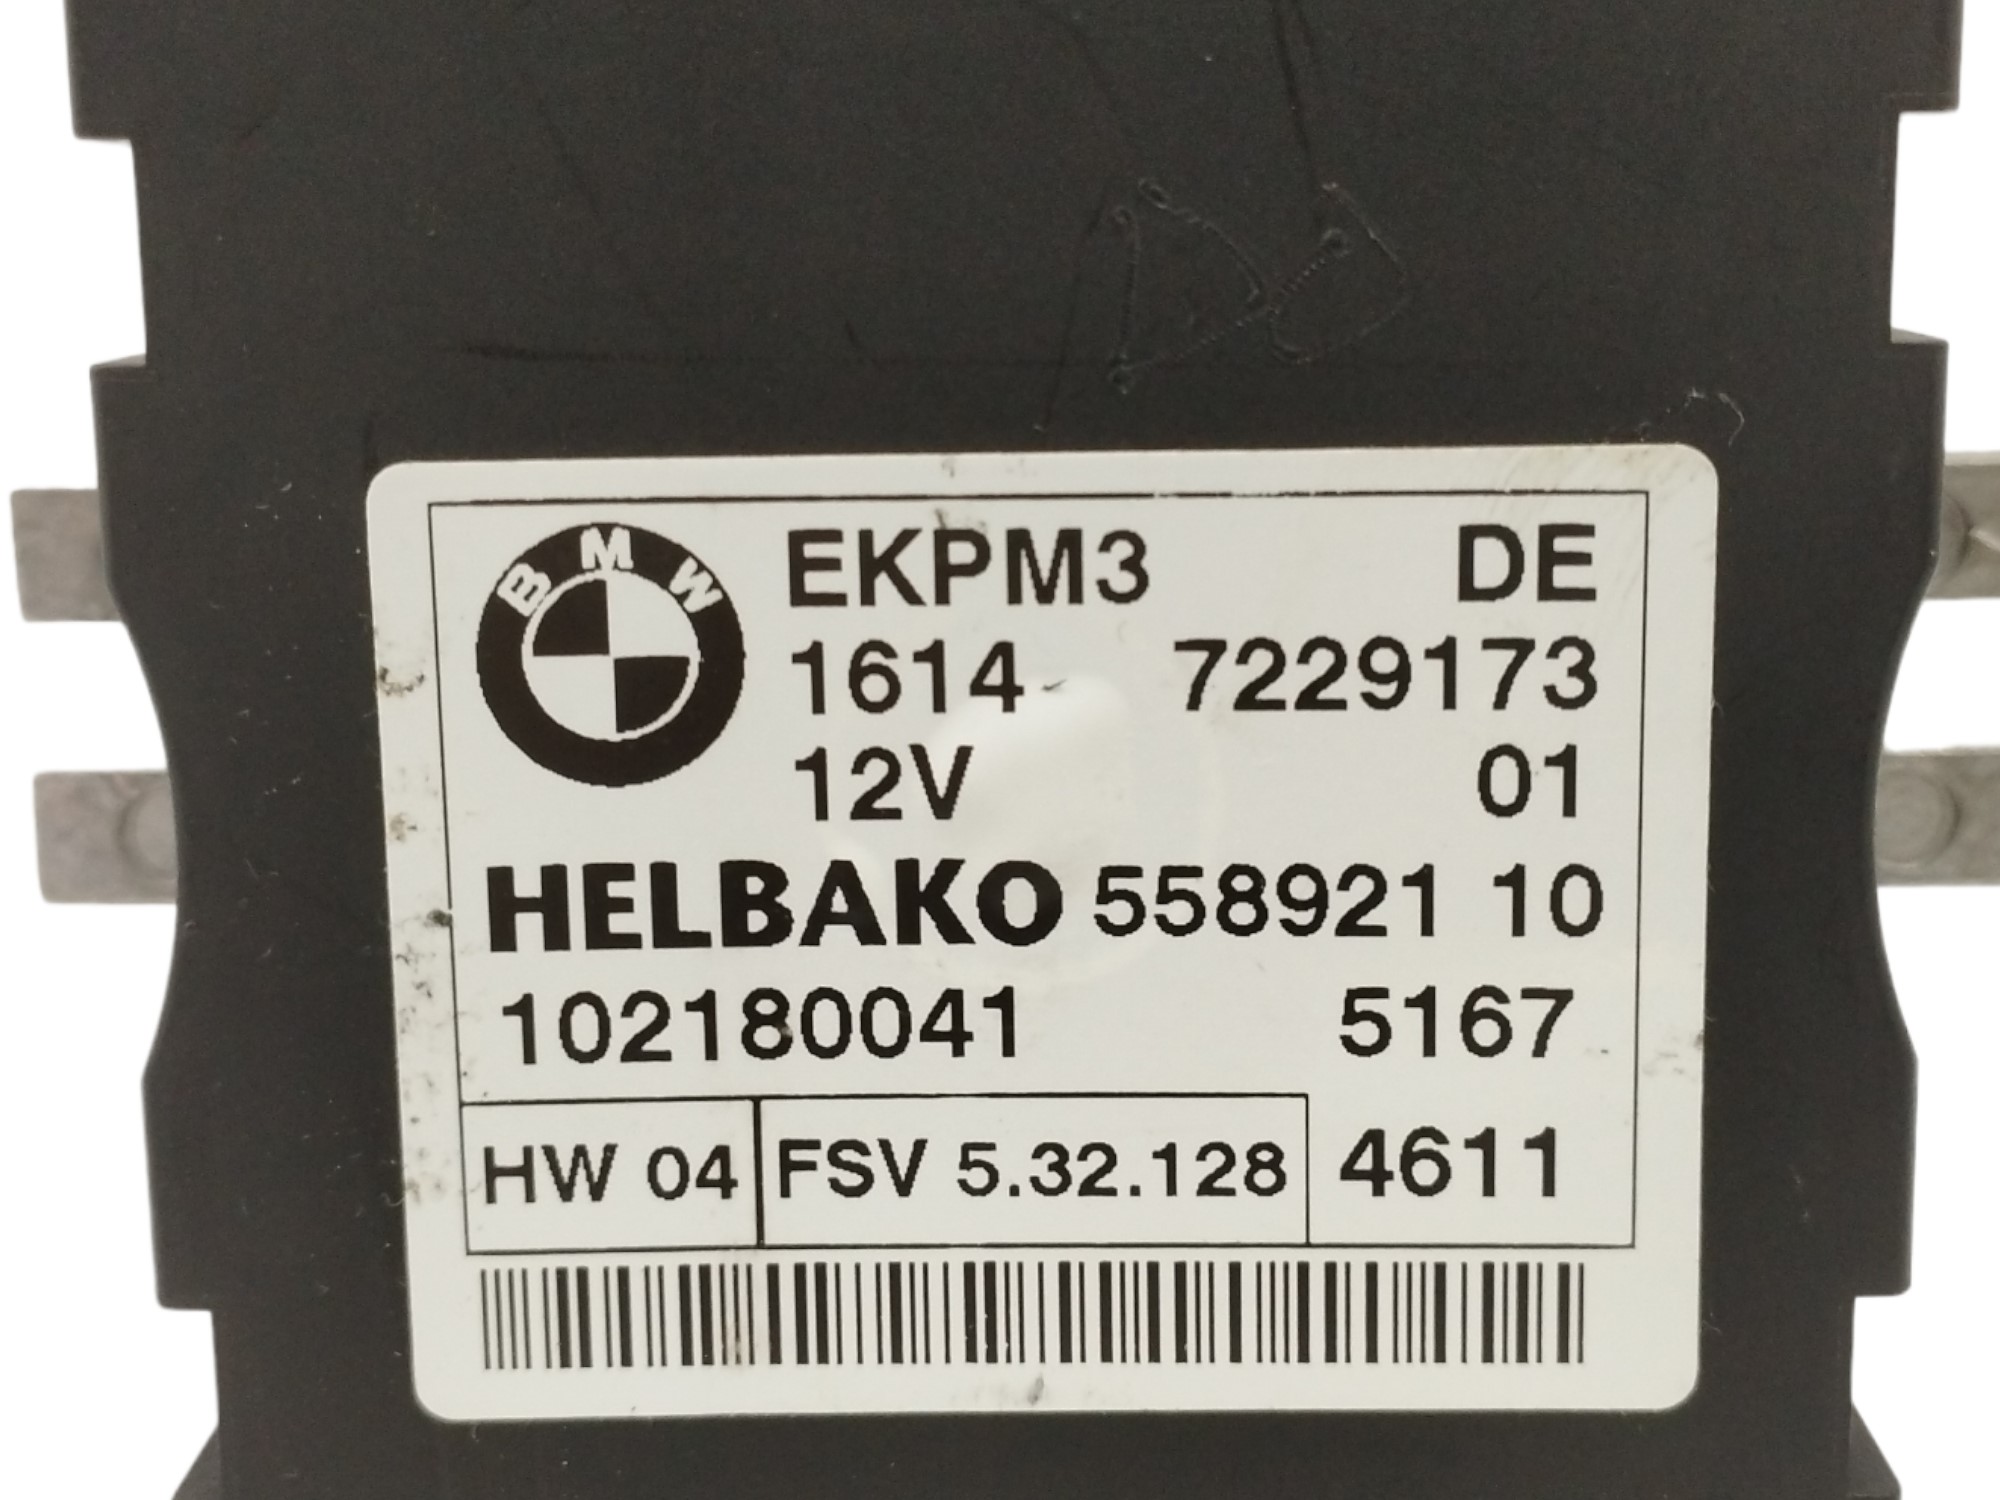 BMW
EKPM3 DE
1614 7229173
12V 01
HELBAKO 558921 10
102180041 5167
HW 04 FSV 5.32.128 4611